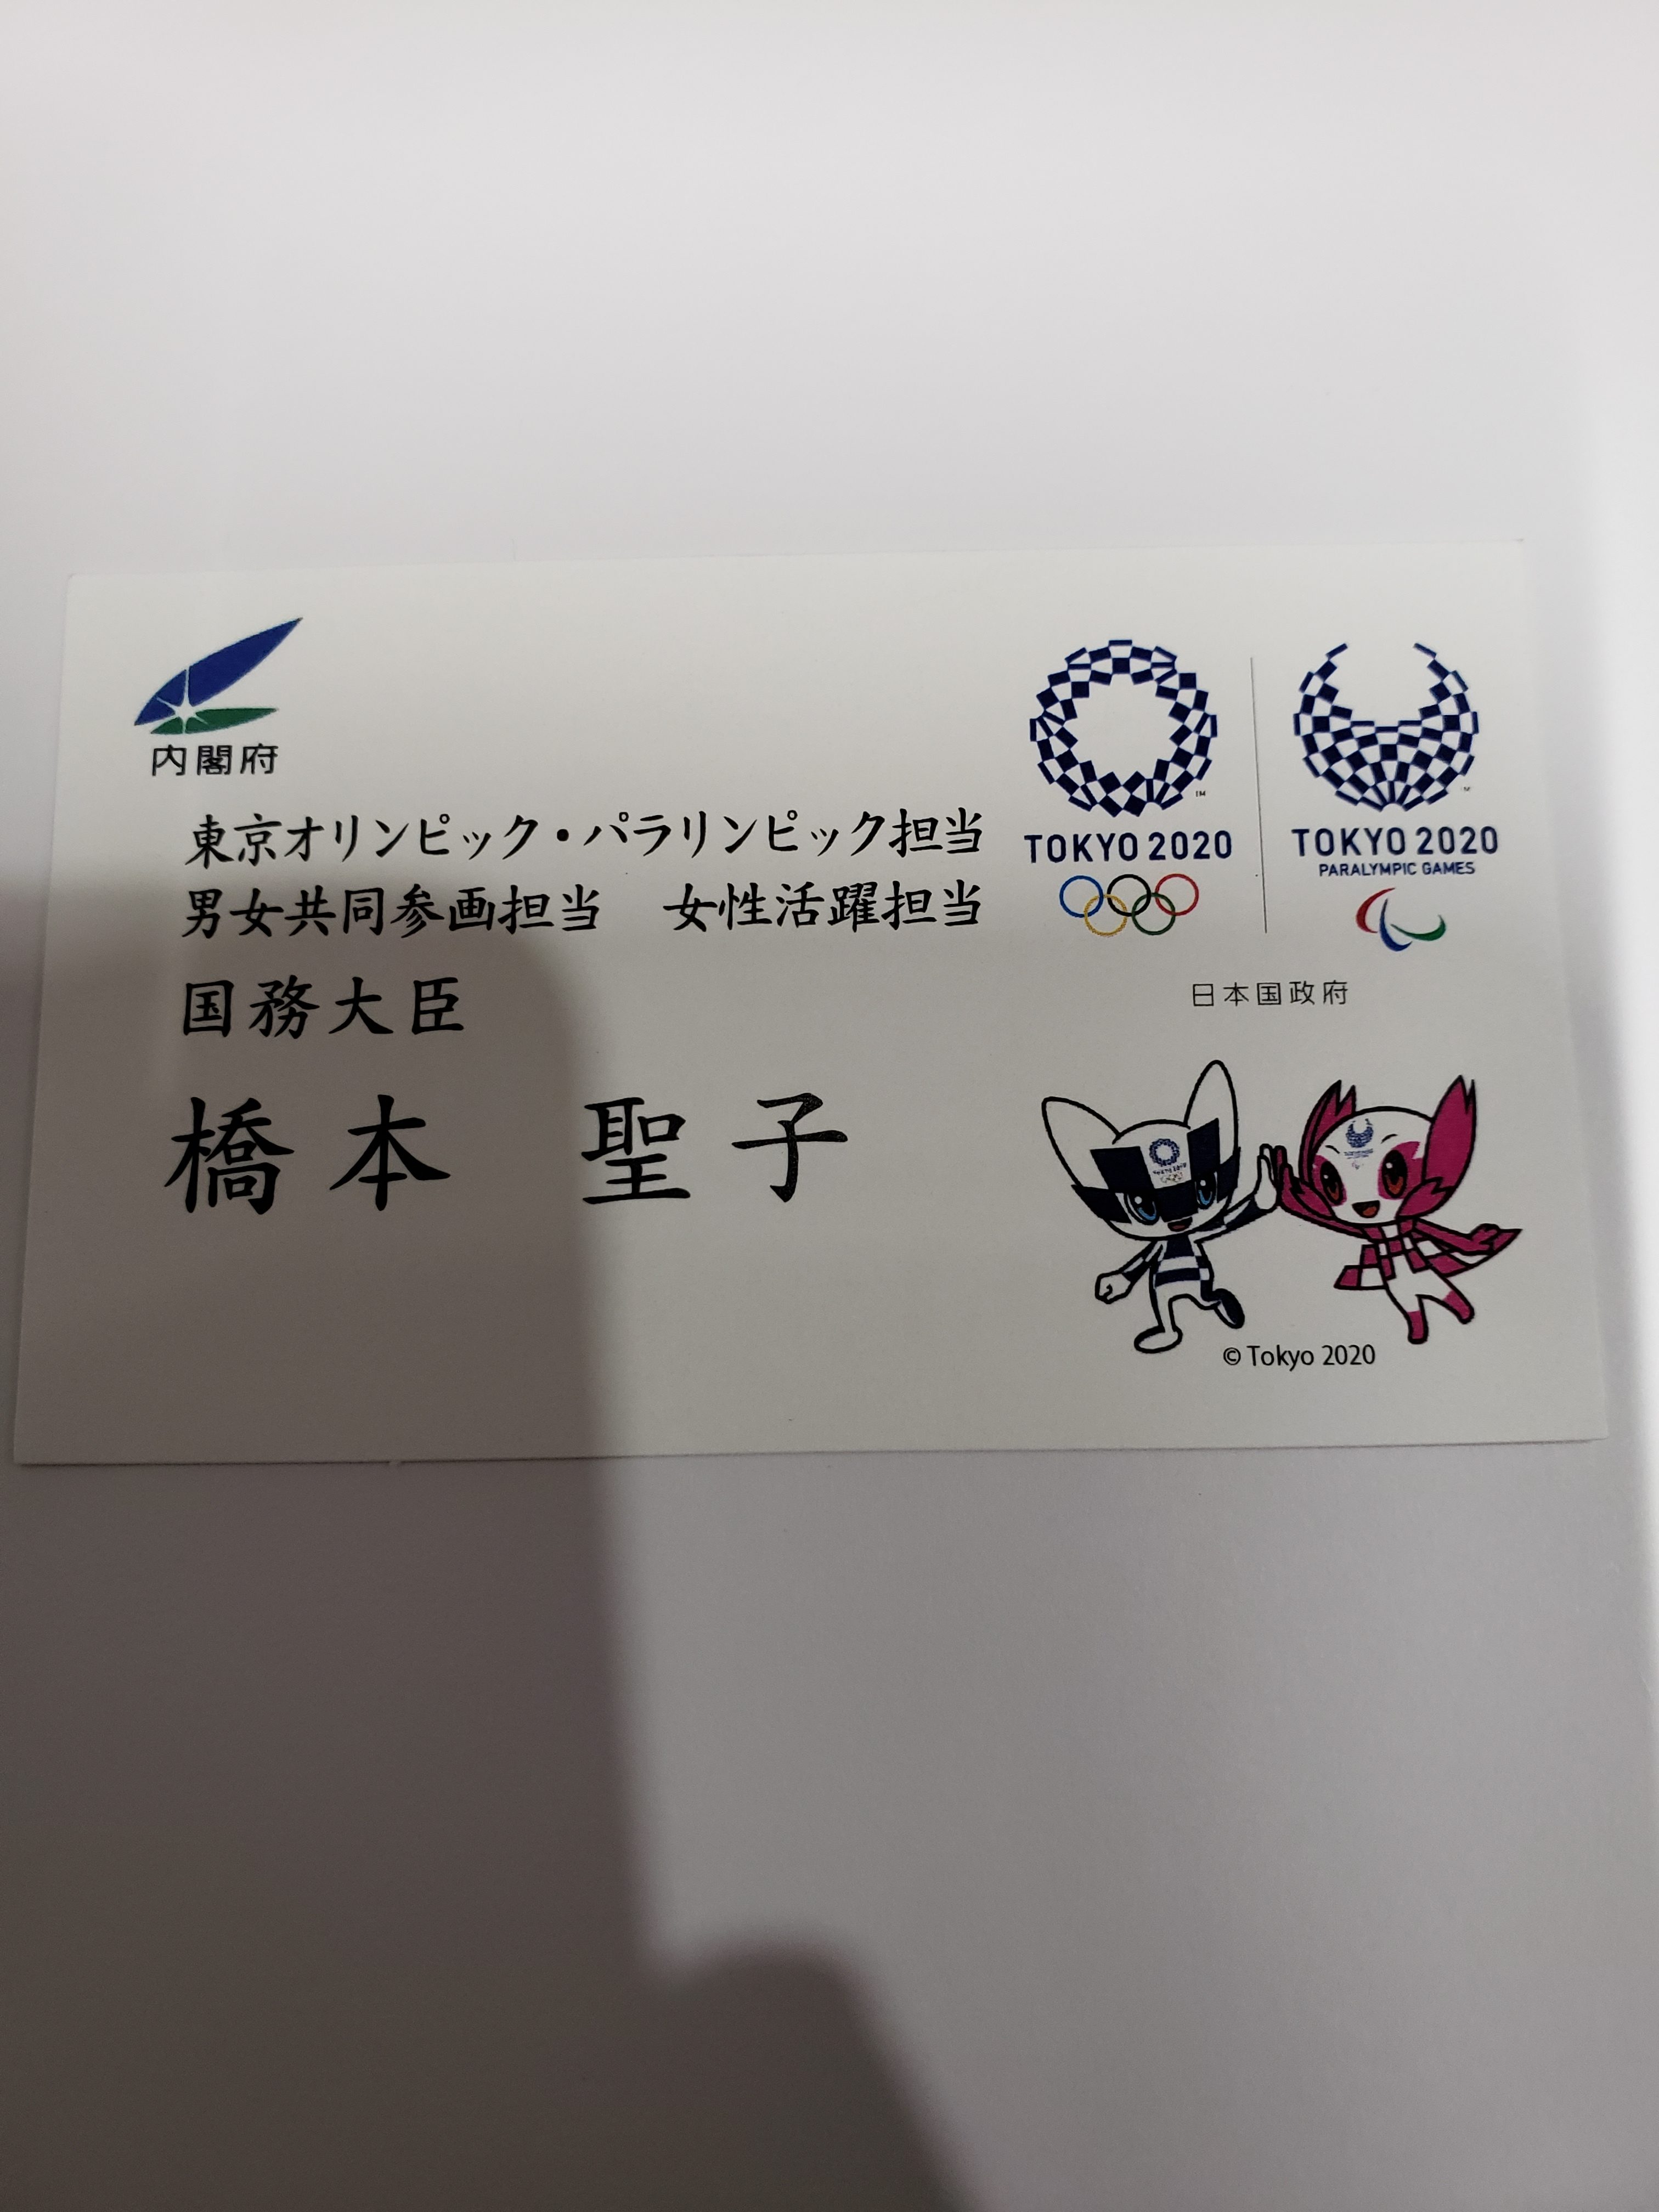 内閣府
東京オリンピック・パラリンピック担当
男女共同参画担当　女性活躍担当
国務大臣
橋本　聖子
TOKYO 2020
TOKYO 2020
PARALYMPIC GAMES
日本国政府
© Tokyo 2020